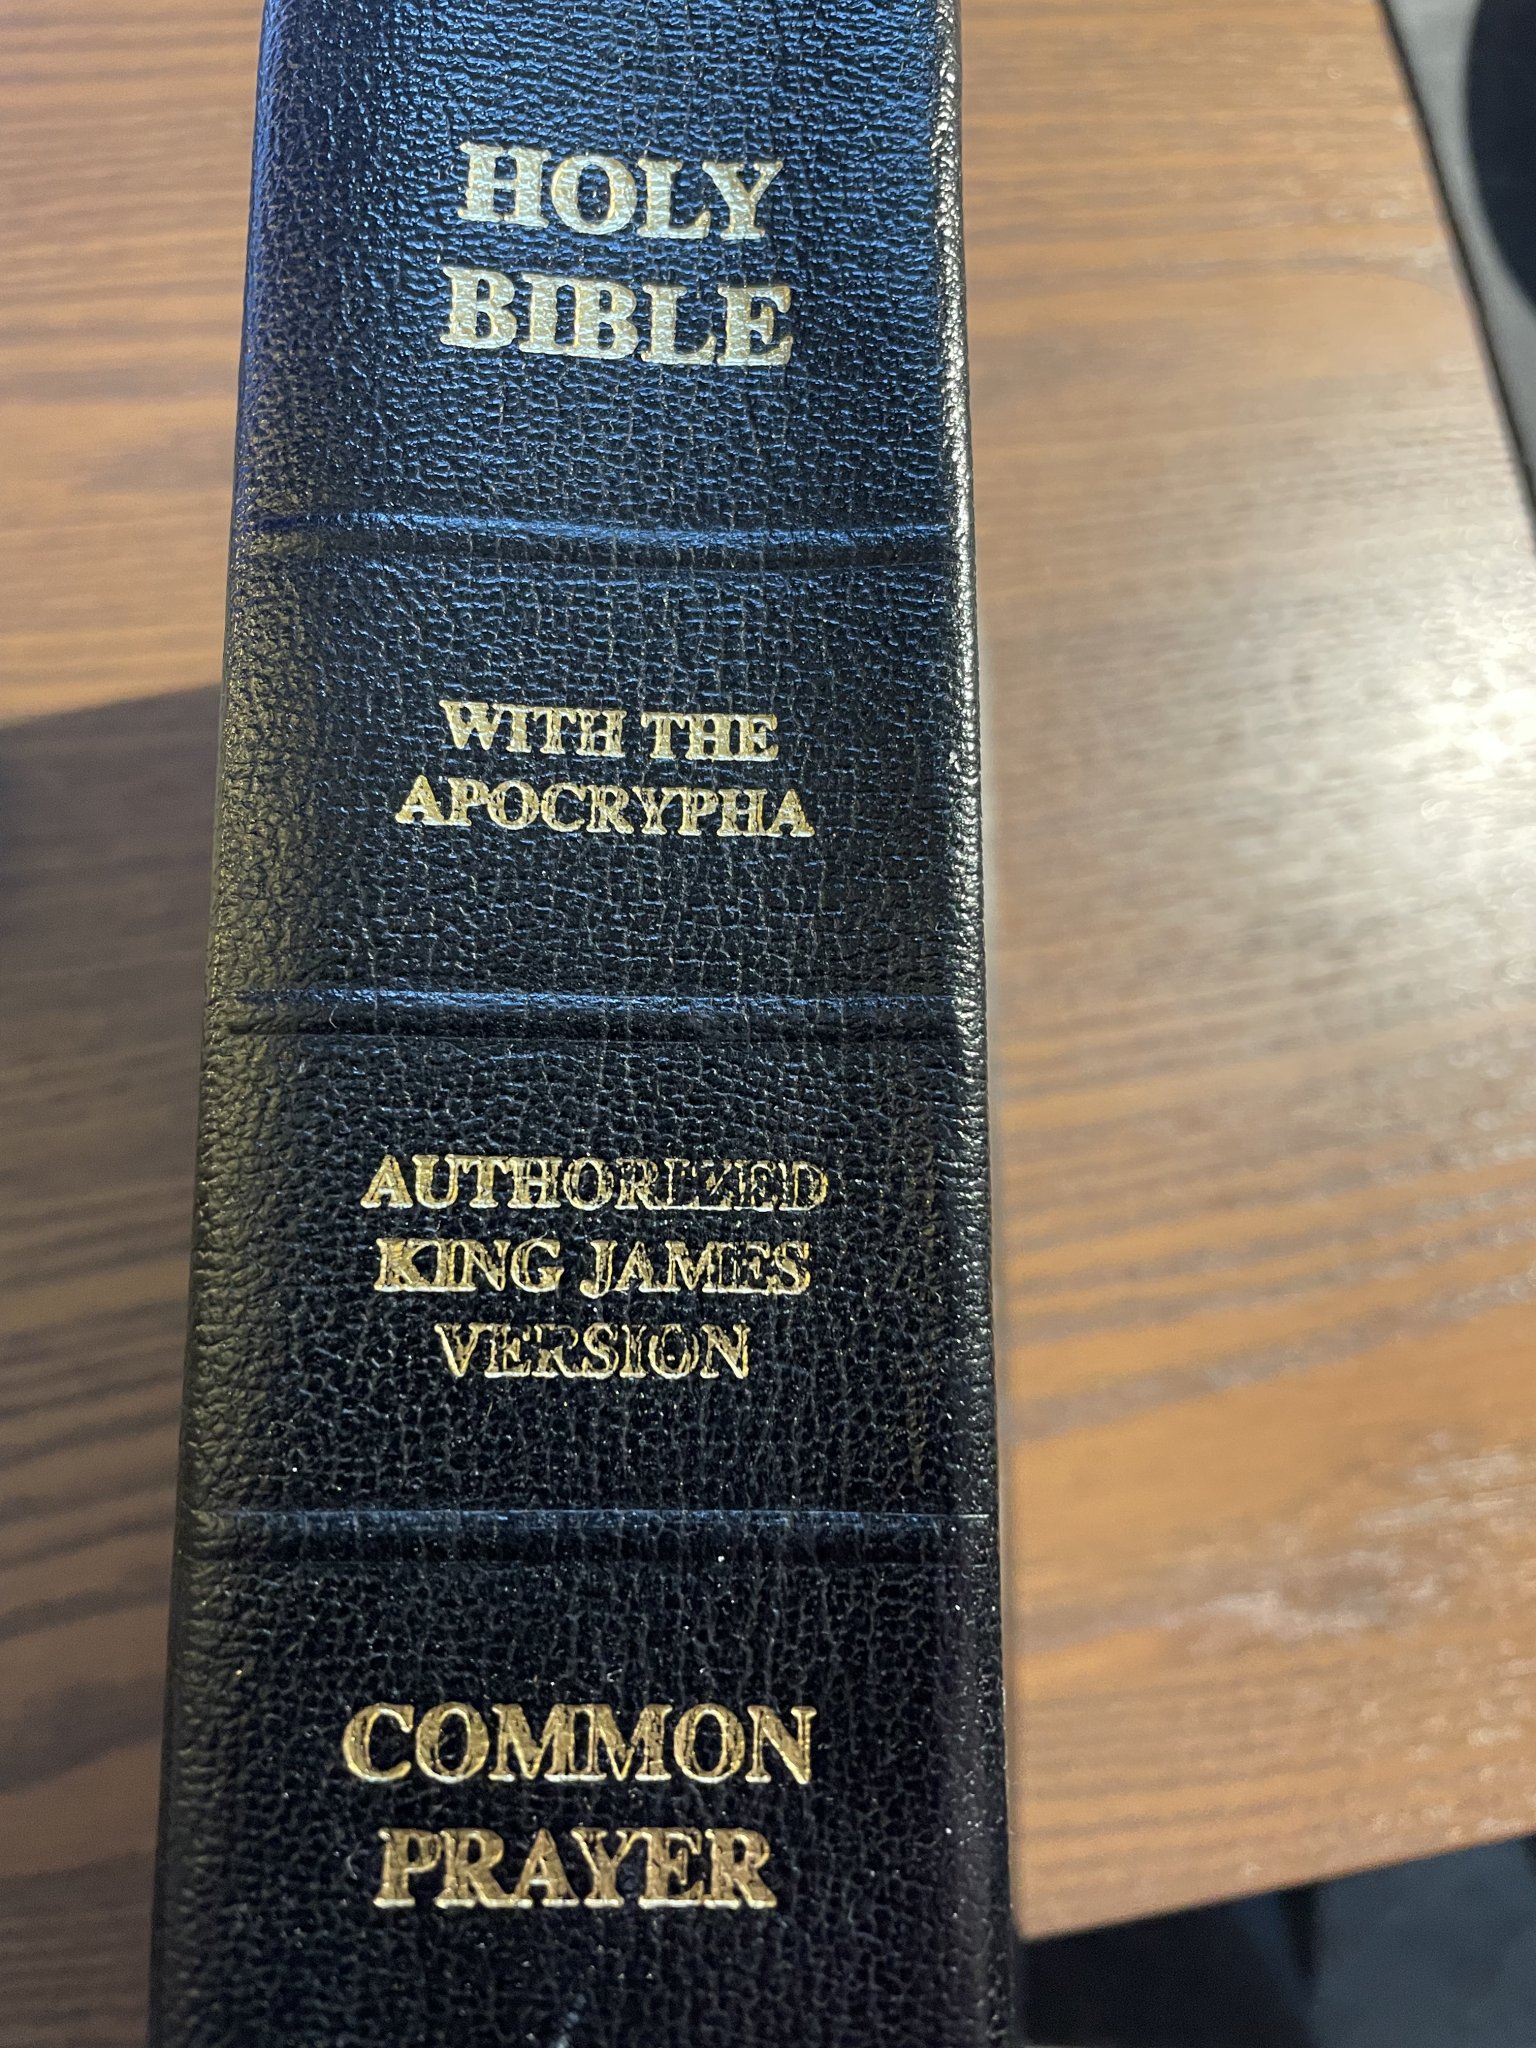 HOLY
BIBLE
WITH THE
APOCRYPHA
AUTHORIZED
KING JAMES
VERSION
COMMON
PRAYER